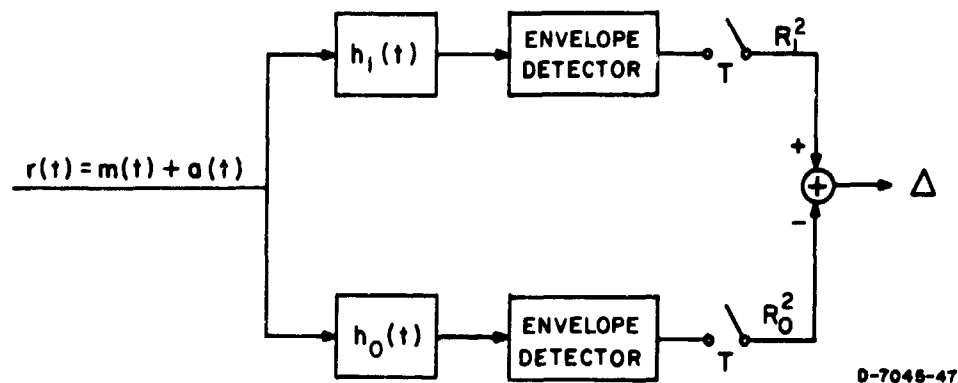 h₁(t)
ENVELOPE
DETECTOR
T
R₁²
r(t) = m(t) + a(t)
+
+
Δ
−
h₀(t)
ENVELOPE
DETECTOR
T
R₀²
D-7045-47